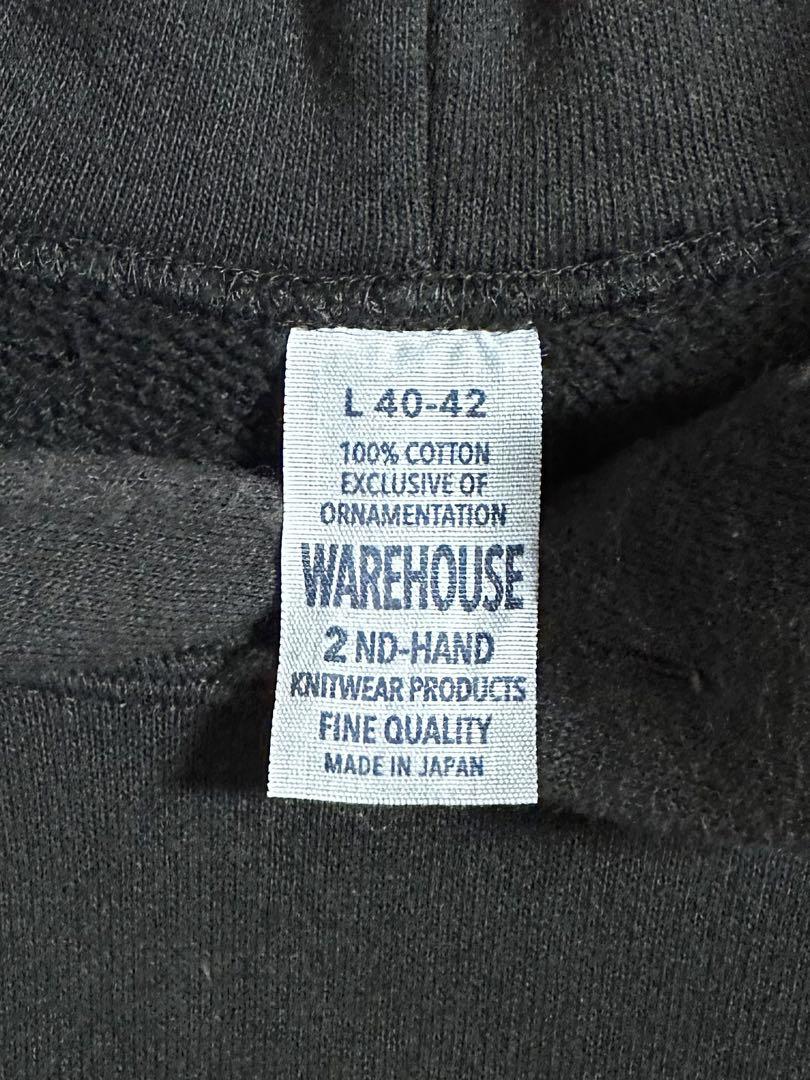 L 40-42
100% COTTON
EXCLUSIVE OF
ORNAMENTATION
WAREHOUSE
2 ND-HAND
KNITWEAR PRODUCTS
FINE QUALITY
MADE IN JAPAN